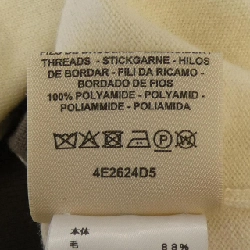 THREADS - STICKGARNE - HILOS
DE BORDAR - FILI DA RICAMO -
BORDADO DE FIOS
100% POLYAMIDE - POLYAMID -
POLIAMMIDE - POLIAMIDA
P W
4E2624D5
本体
毛 88%